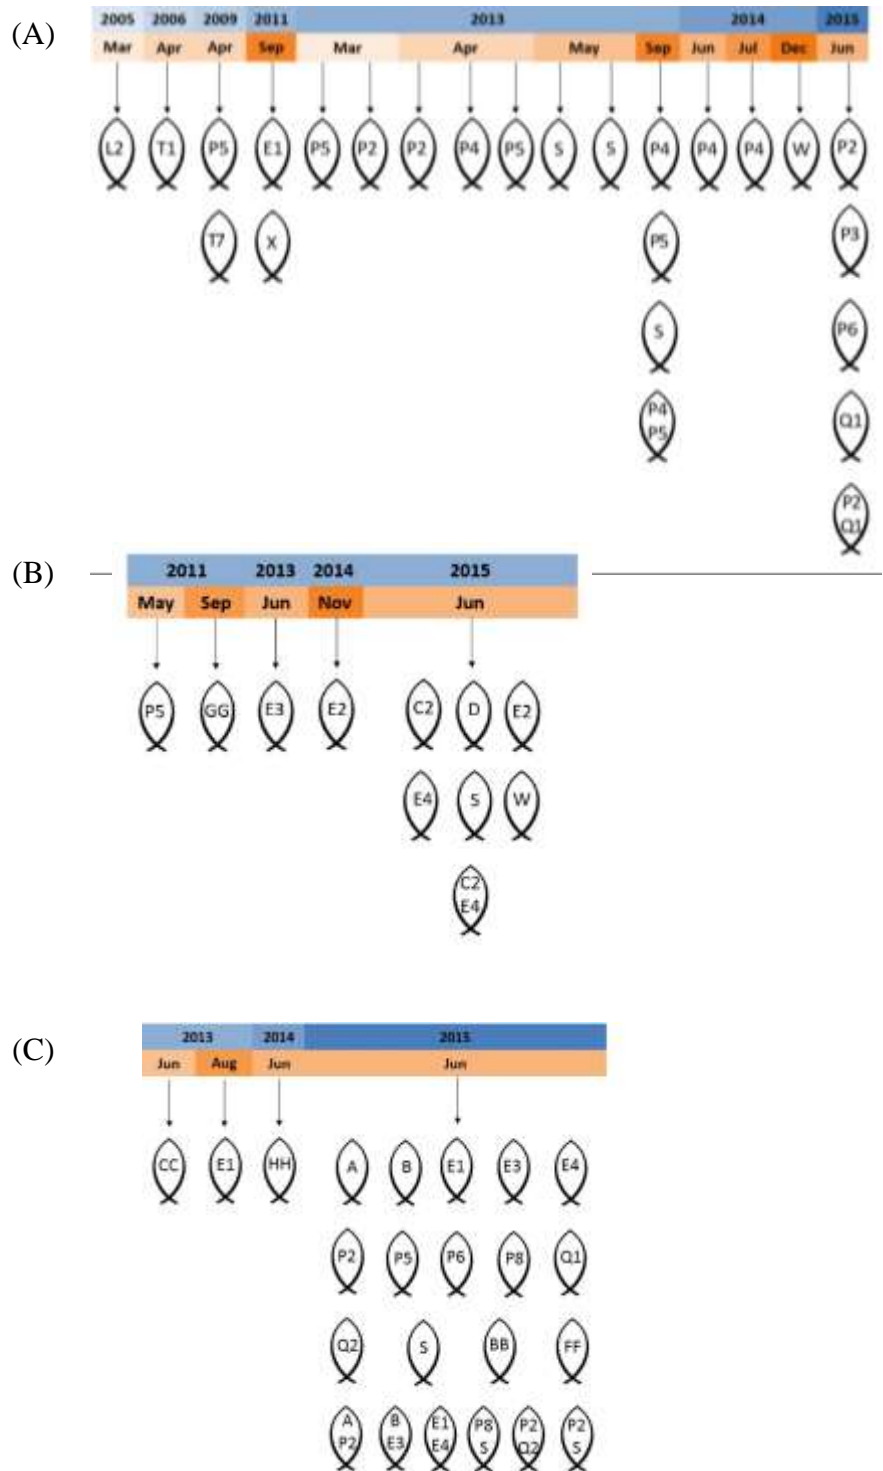 (A)
2005 2006 2009 2011 2013 2014 2015
Mar Apr Apr Sep Mar Apr May Sep Jun Jul Dec Jun
L2 T1 P5 E1 P5 P2 P2 P4 P5 S S P4 P4 P4 W P2
T7 X P5 P3
S P6
P4 Q1
P5
P2
Q1
(B)
2011 2013 2014 2015
May Sep Jun Nov Jun
P5 GG E3 E2 C2 D E2
E4 S W
C2
E4
(C)
2013 2014 2015
Jun Aug Jun Jun
CC E1 HH A B E1 E3 E4
P2 P5 P6 P8 Q1
Q2 S BB FF
A B E1 P8 P2 P2
P2 E3 E4 S Q2 S